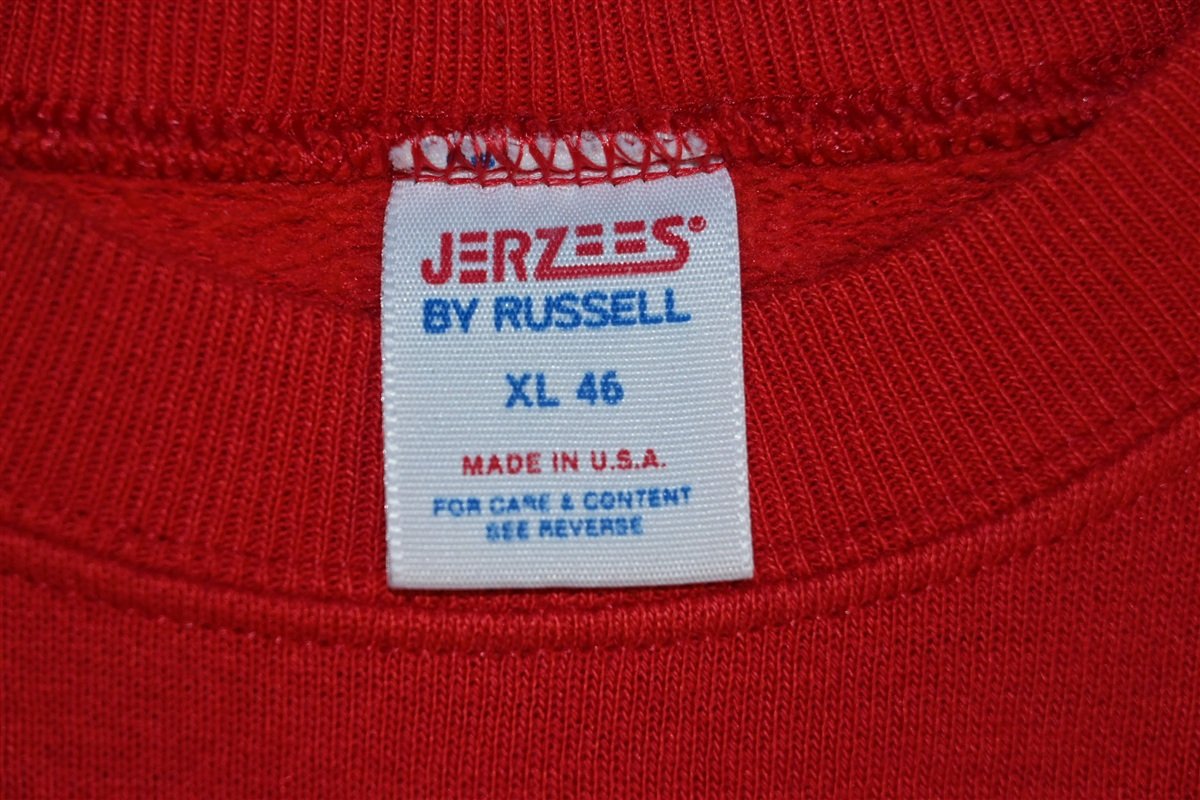 JERZEES®
BY RUSSELL
XL 46
MADE IN U.S.A.
FOR CARE & CONTENT
SEE REVERSE